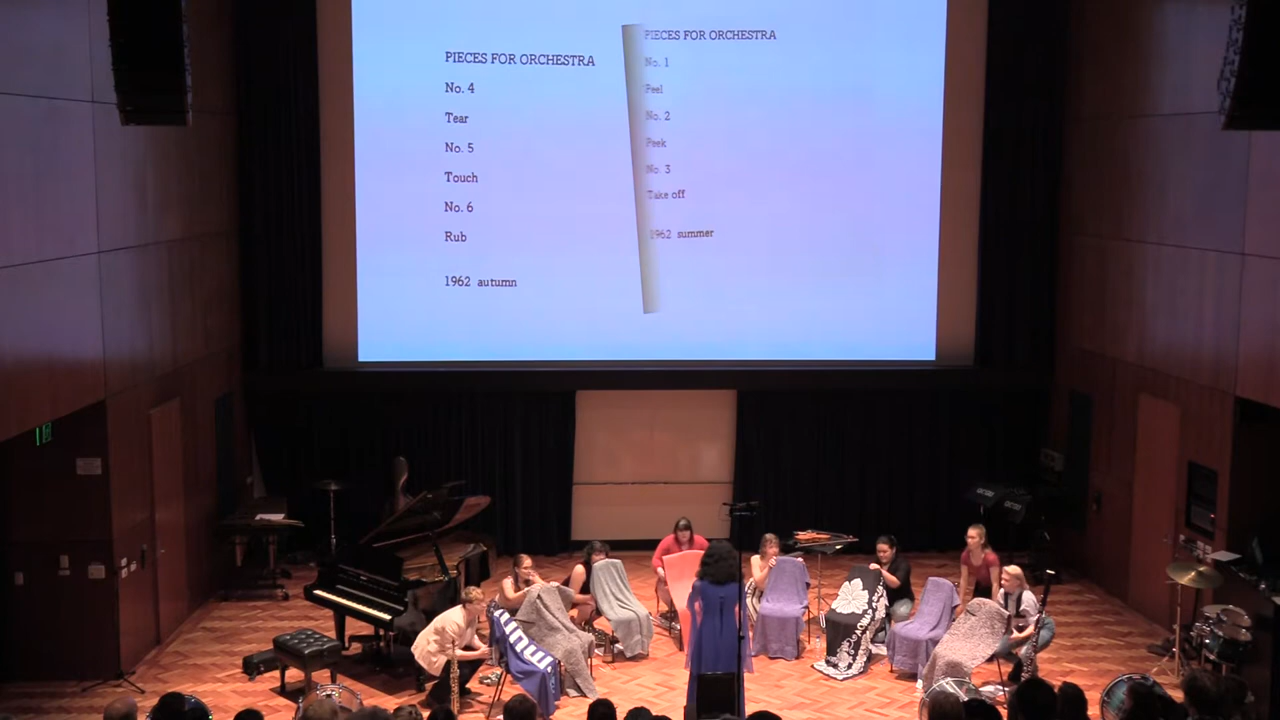 PIECES FOR ORCHESTRA
No. 4
Tear
No. 5
Touch
No. 6
Rub
1962 autumn
PIECES FOR ORCHESTRA
No. 1
Peel
No. 2
Peek
No. 3
Take off
1962 summer